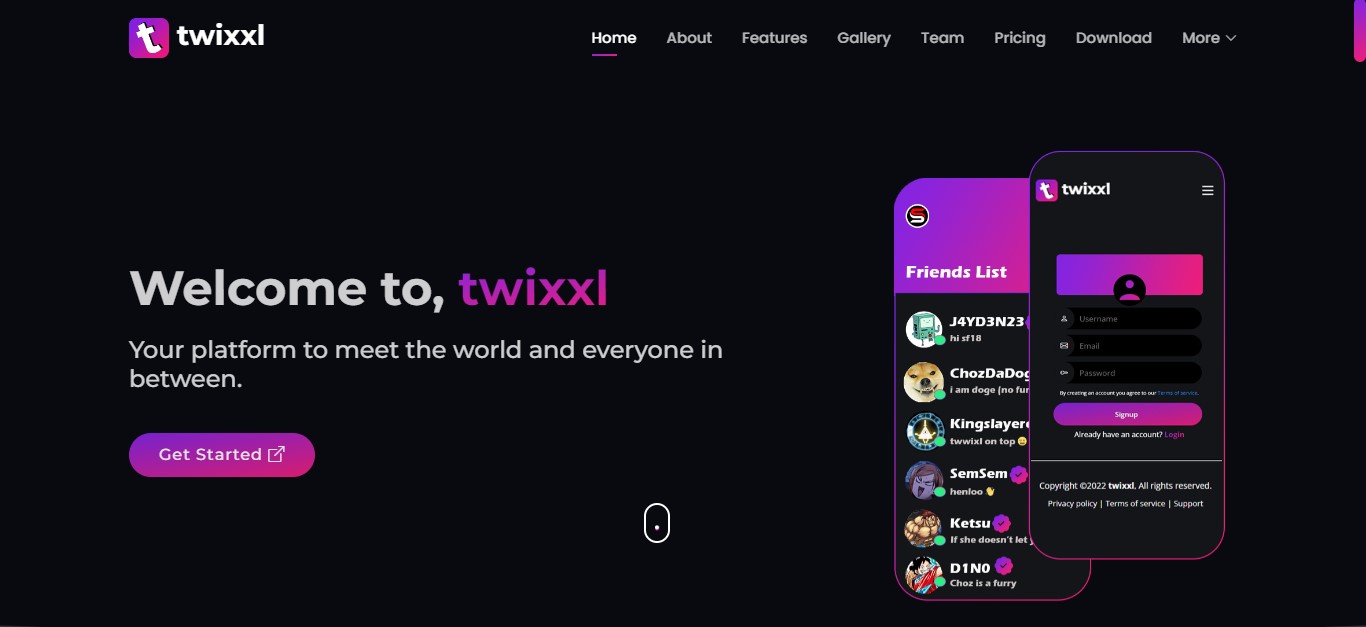 twixxl
Home About Features Gallery Team Pricing Download More
Welcome to, twixxl
Your platform to meet the world and everyone in
between.
Get Started
Friends List
J4YD3N23
hi sf18
ChozDaDog
i am doge (no fur
Kingslayer
twwixl on top 😄
SemSem
henloo 👋
Ketsu
If she doesn't let
D1N0
Choz is a furry
twixxl
Username
Email
Password
By creating an account you agree to our Terms of service.
Signup
Already have an account? Login
Copyright ©2022 twixxl. All rights reserved.
Privacy policy | Terms of service | Support